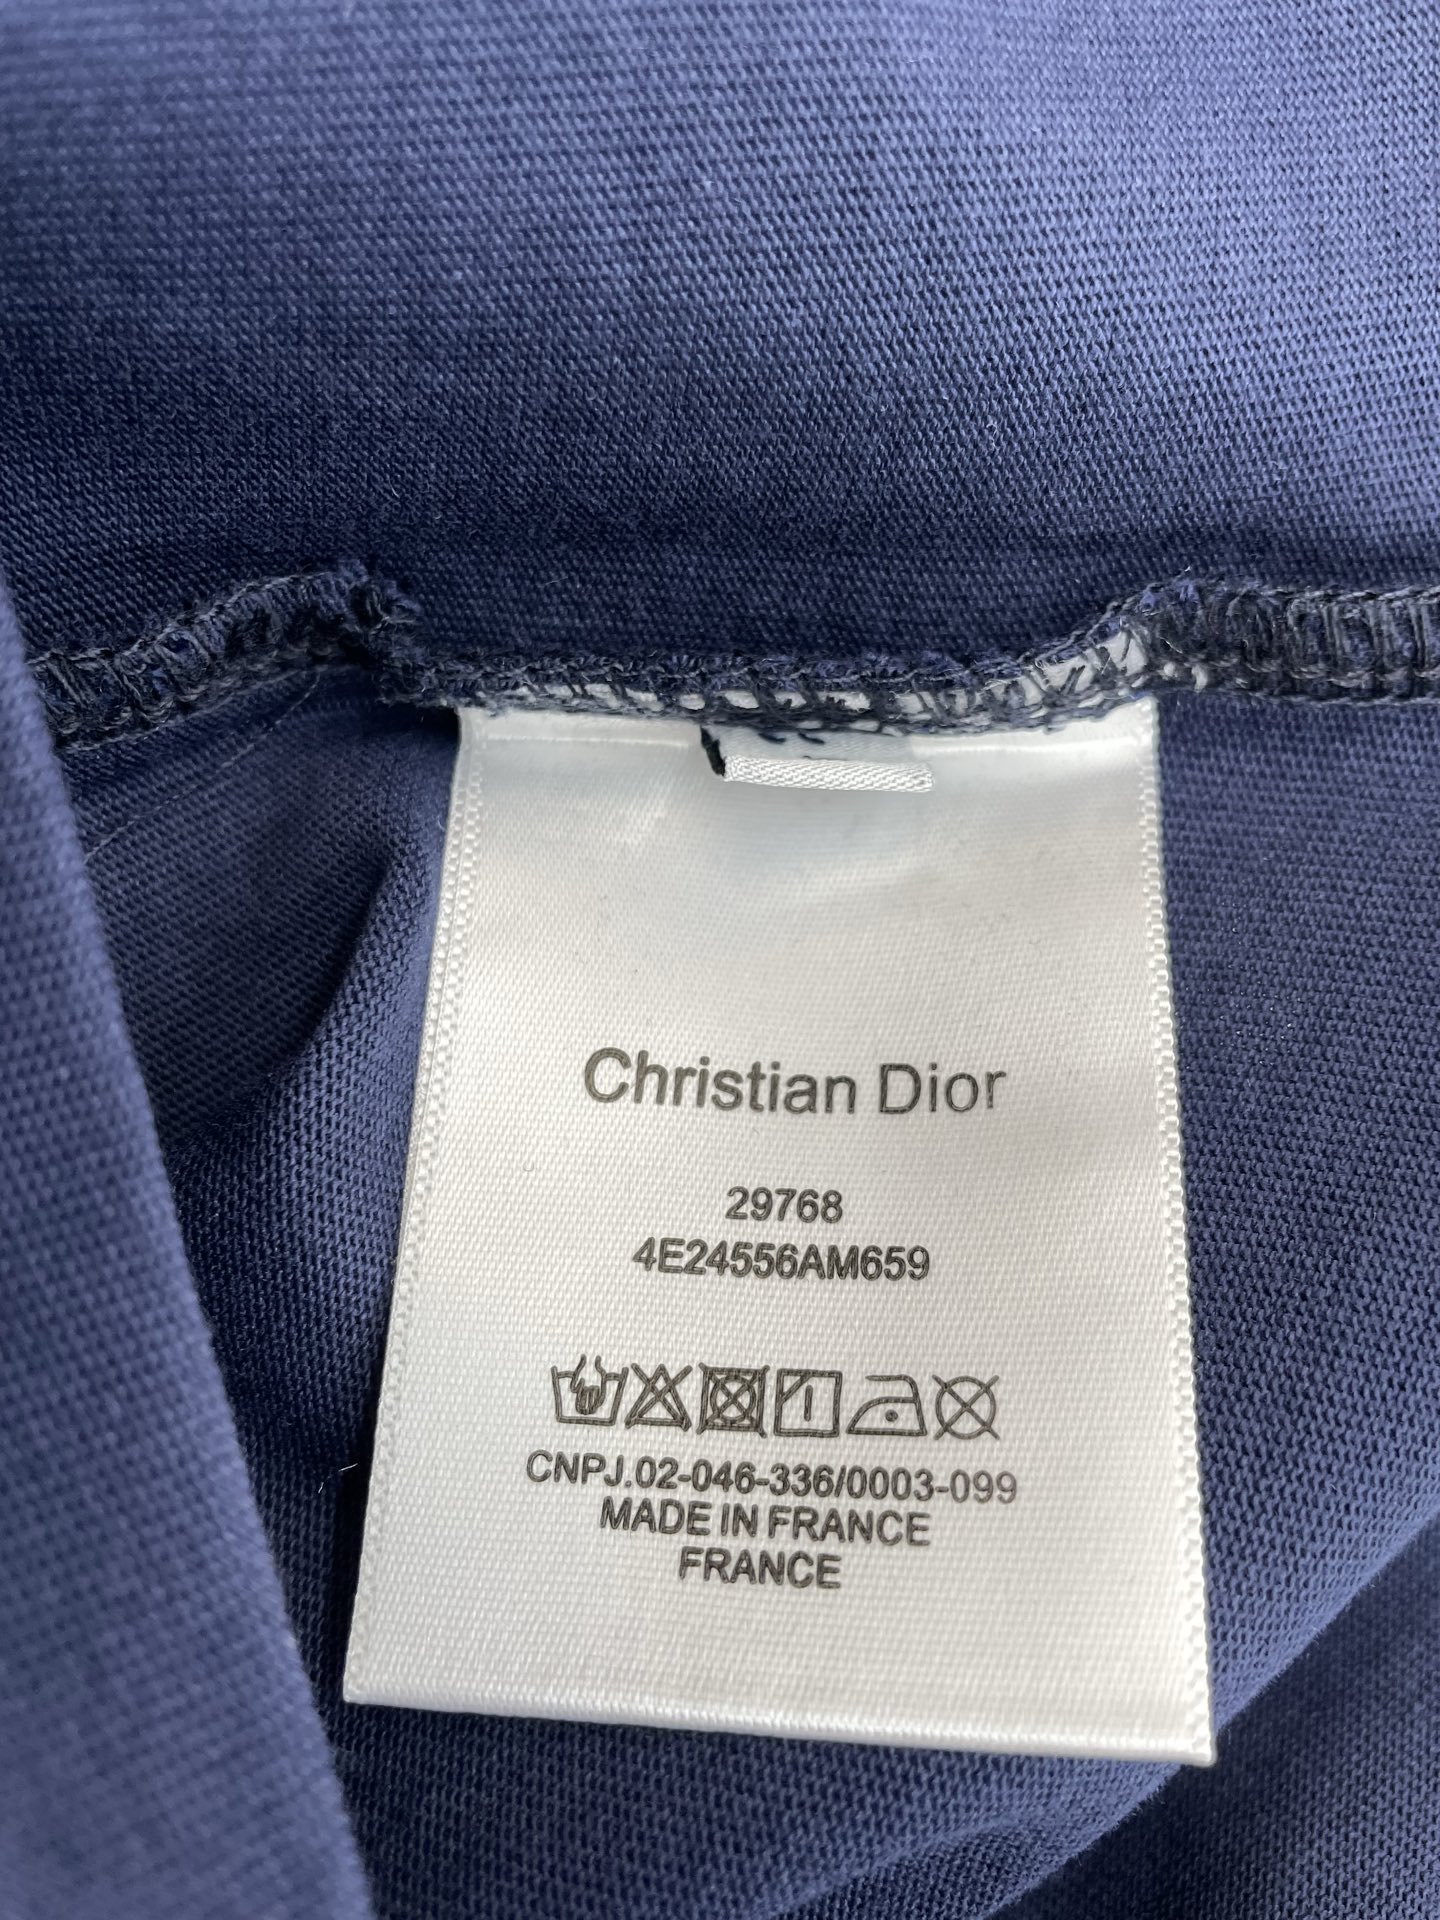 Christian Dior
29768
4E24556AM659
CNPJ.02-046-336/0003-099
MADE IN FRANCE
FRANCE